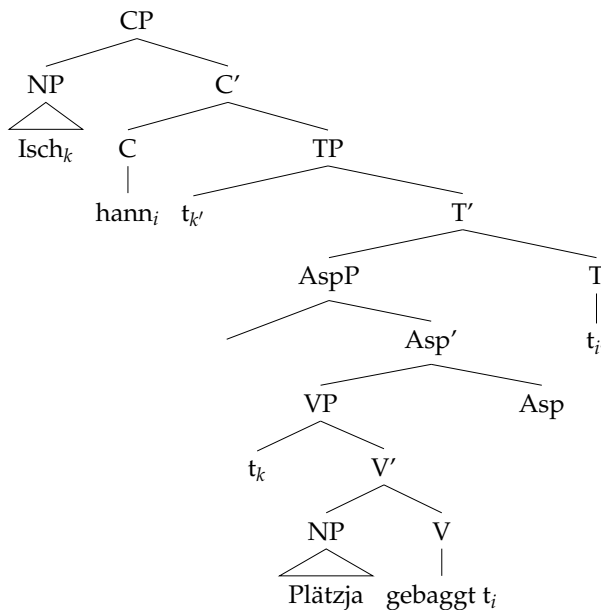 CP
NP C'
Isch_k C TP
hann_i t_k' T'
AspP T
Asp' t_i
VP Asp
t_k V'
NP V
Plätzja gebaggt t_i